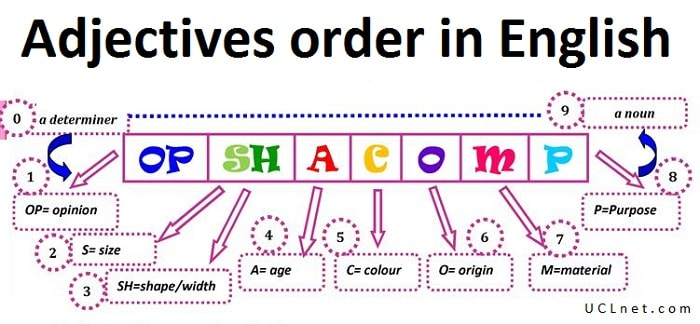 Adjectives order in English
0 a determiner
9 a noun
OP SH A C O M P
1 OP= opinion
2 S= size
3 SH=shape/width
4 A= age
5 C= colour
6 O= origin
7 M=material
8 P=Purpose
UCLnet.com